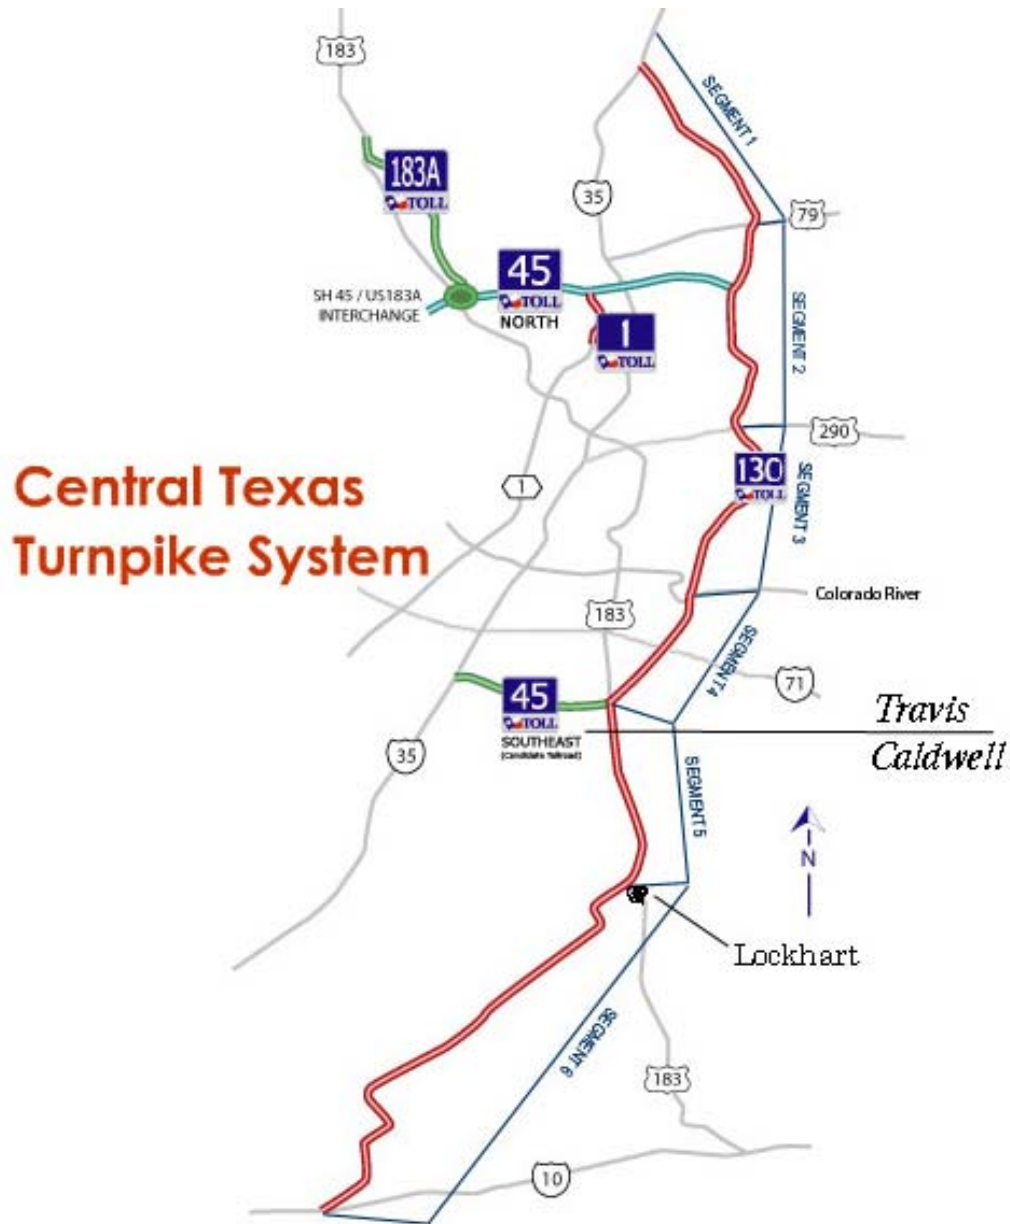 183
SEGMENT 1
183A
TOLL
35
79
45
TOLL
NORTH
SH 45 / US183A
INTERCHANGE
1
TOLL
SEGMENT 2
290
Central Texas
Turnpike System
1
130
TOLL
SEGMENT 3
Colorado River
183
SEGMENT 4
71
45
TOLL
SOUTHEAST
(Candidate Tollroad)
Travis
Caldwell
35
SEGMENT 5
N
Lockhart
SEGMENT 6
183
10